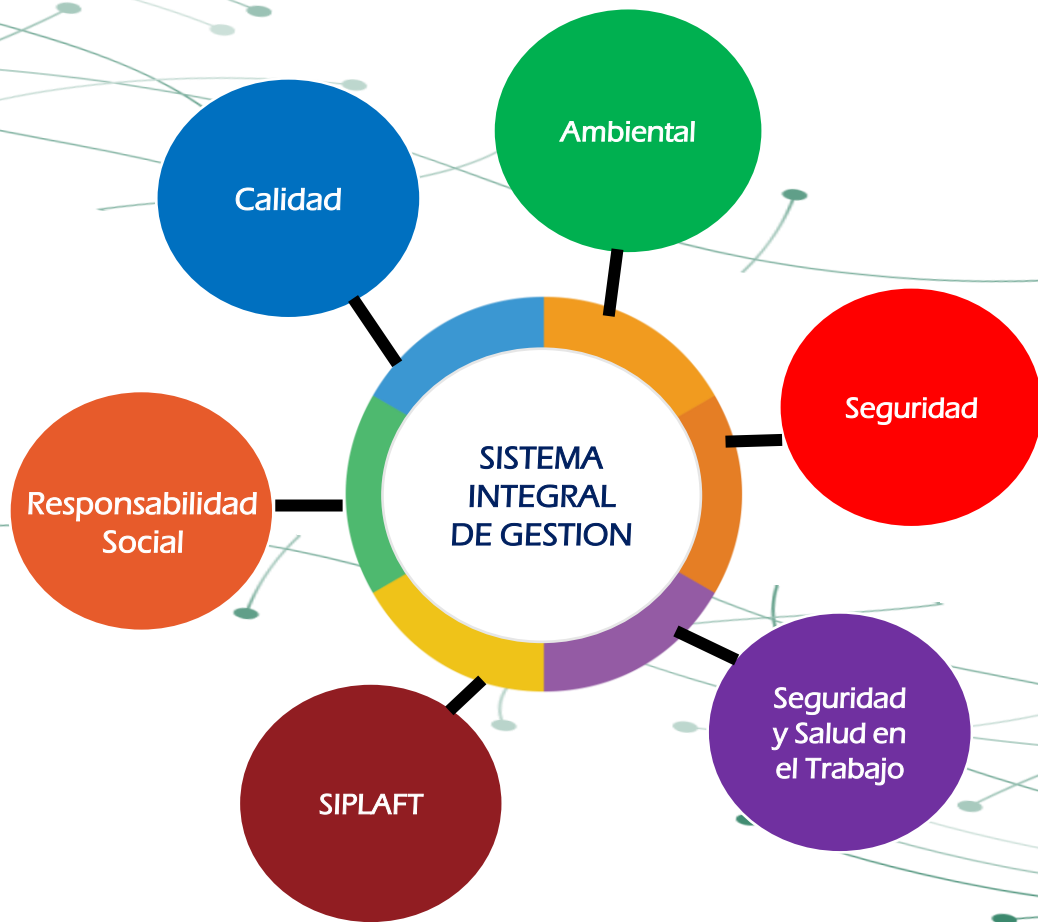 Ambiental
Calidad
Seguridad
SISTEMA
INTEGRAL
DE GESTION
Responsabilidad
Social
Seguridad
y Salud en
el Trabajo
SIPLAFT